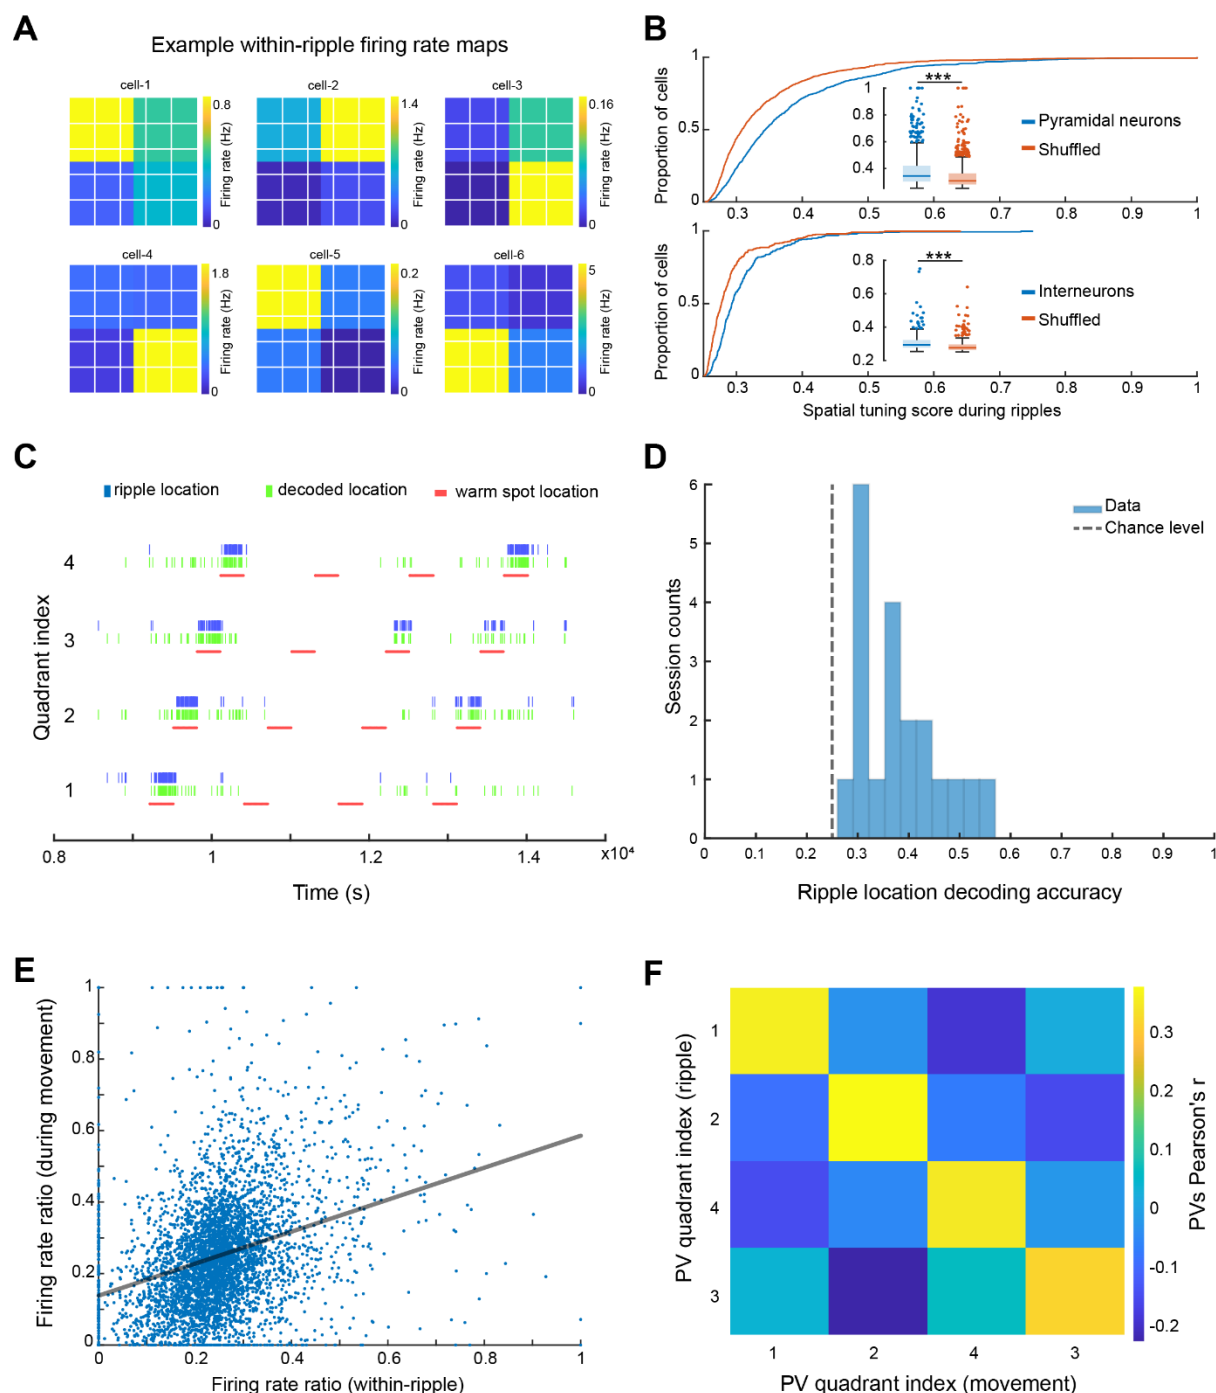 A
Example within-ripple firing rate maps
cell-1
cell-2
cell-3
0.8
Firing rate (Hz)
0
1.4
Firing rate (Hz)
0
0.16
Firing rate (Hz)
0
cell-4
cell-5
cell-6
1.8
Firing rate (Hz)
0
0.2
Firing rate (Hz)
0
5
Firing rate (Hz)
0
B
Proportion of cells
1
0.5
0
0.3 0.4 0.5 0.6 0.7 0.8 0.9 1
***
1
0.8
0.6
0.4
Pyramidal neurons
Shuffled
Proportion of cells
1
0.5
0
0.3 0.4 0.5 0.6 0.7 0.8 0.9 1
***
0.8
0.6
0.4
0.2
Interneurons
Shuffled
Spatial tuning score during ripples
C
ripple location decoded location warm spot location
Quadrant index
4
3
2
1
0.8 1 1.2 1.4 x10⁴
Time (s)
D
Session counts
6
5
4
3
2
1
0
Data
Chance level
0 0.1 0.2 0.3 0.4 0.5 0.6 0.7 0.8 0.9 1
Ripple location decoding accuracy
E
Firing rate ratio (during movement)
1
0.8
0.6
0.4
0.2
0
0 0.2 0.4 0.6 0.8 1
Firing rate ratio (within-ripple)
F
PV quadrant index (ripple)
1
2
4
3
1 2 4 3
PV quadrant index (movement)
0.3
0.2
0.1
0
-0.1
-0.2
PVs Pearson's r